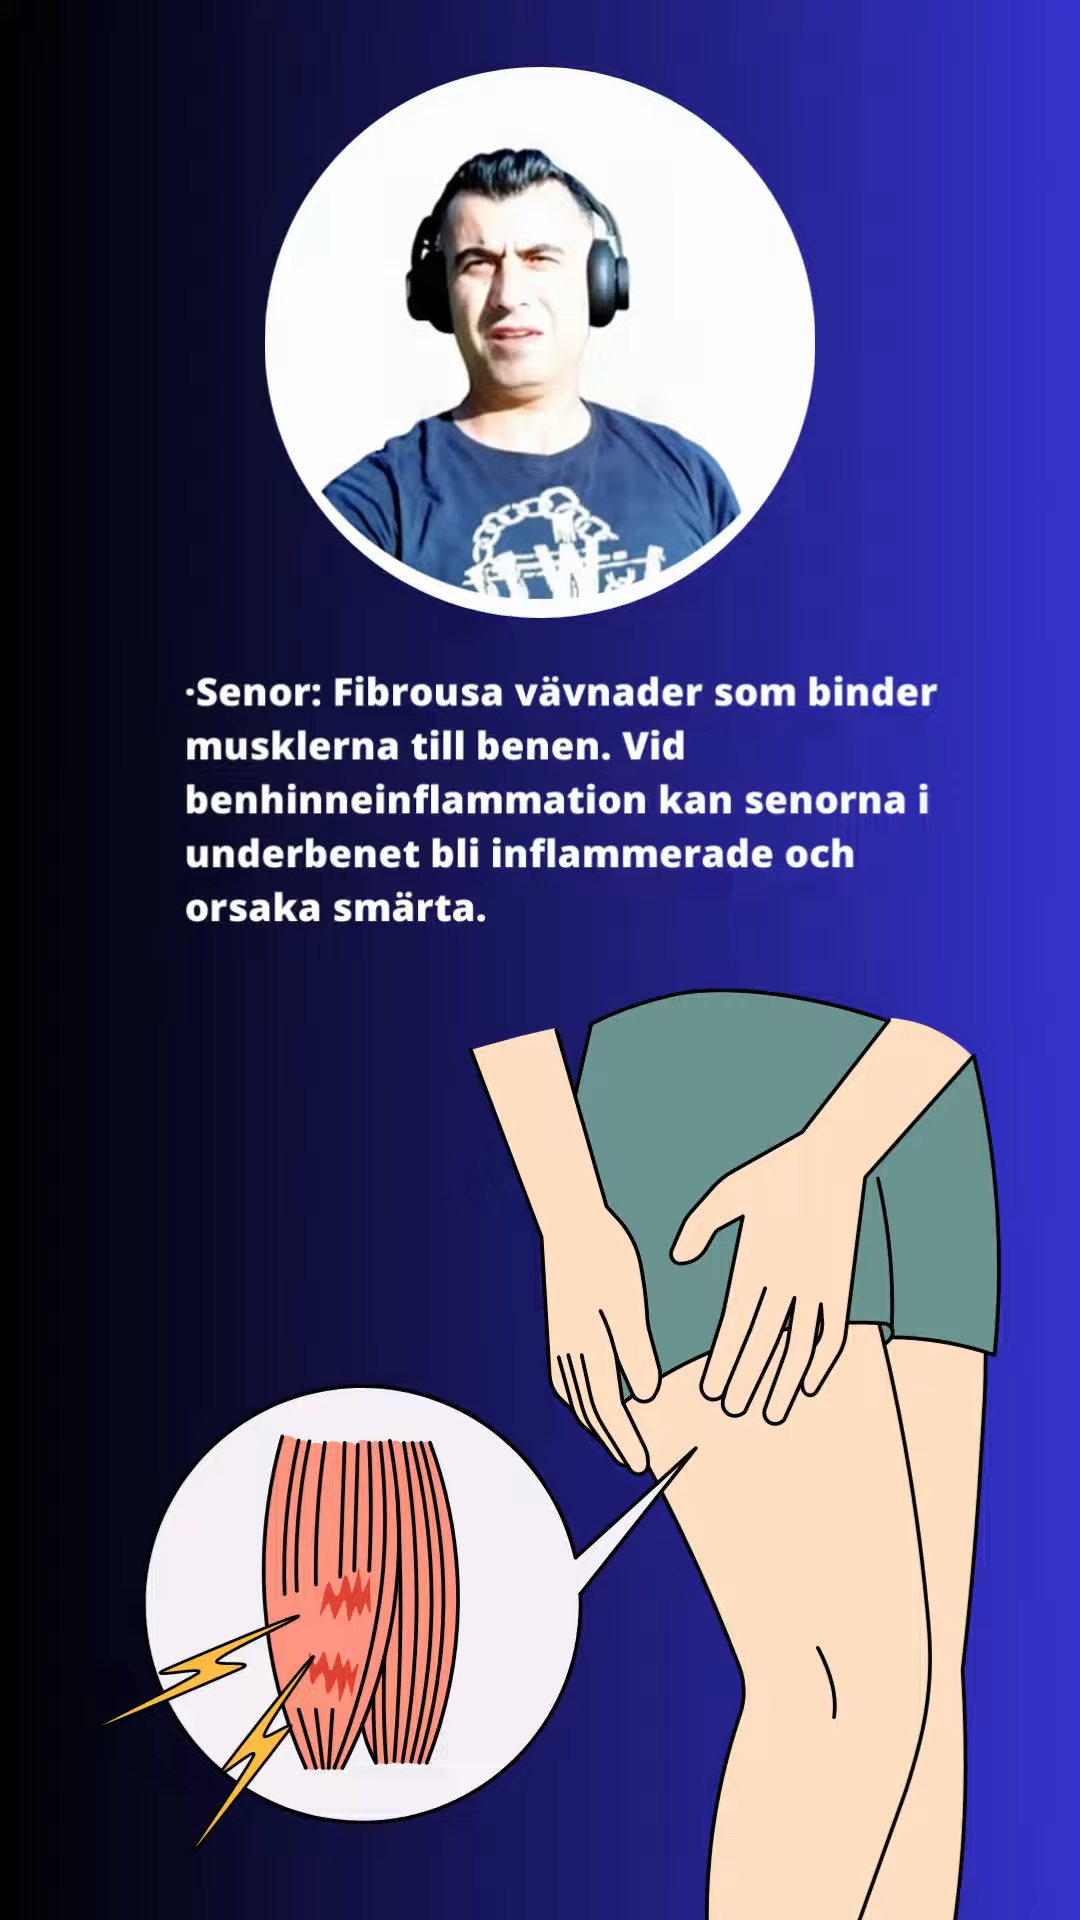 ·Senor: Fibrousa vävnader som binder
musklerna till benen. Vid
benhinneinflammation kan senorna i
underbenet bli inflammerade och
orsaka smärta.